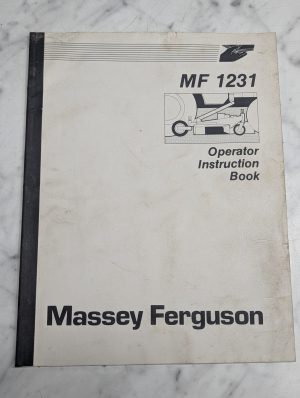 MF 1231
Operator
Instruction
Book
Massey Ferguson